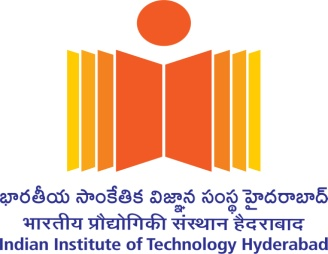 భారతీయ సాంకేతిక విజ్ఞాన సంస్థ హైదరాబాద్
भारतीय प्रौद्योगिकी संस्थान हैदराबाद
Indian Institute of Technology Hyderabad